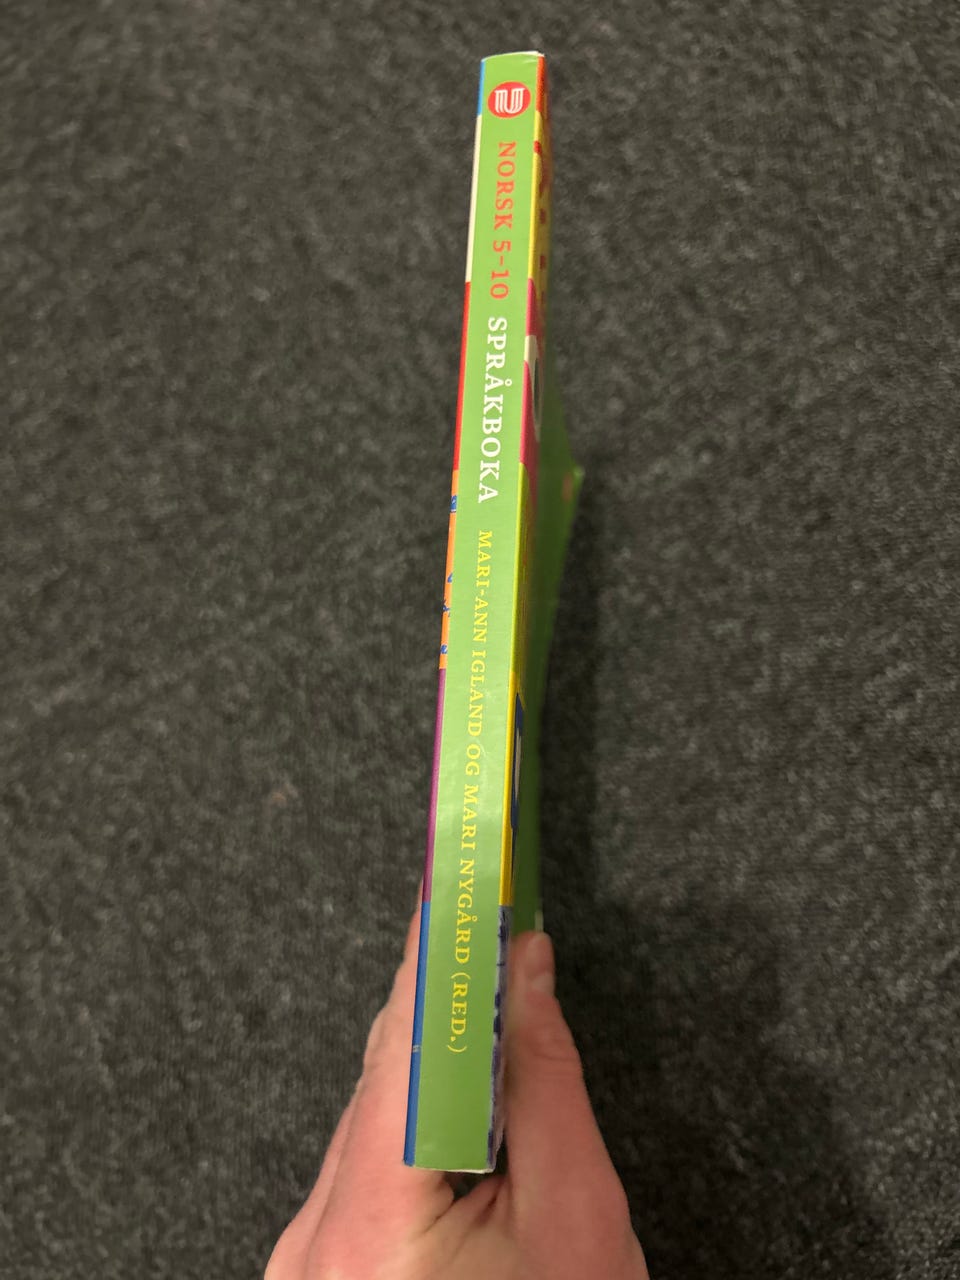 U
NORSK 5–10 SPRÅKBOKA MARI-ANN IGLAND OG MARI NYGÅRD (RED.)